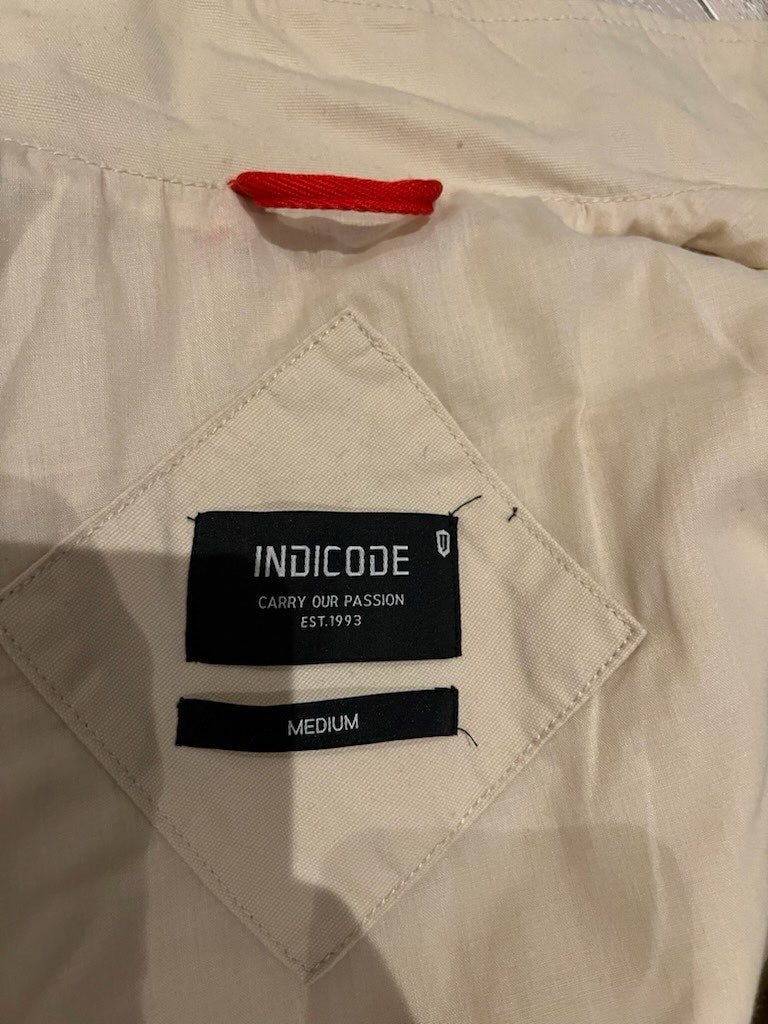 INDICODE
CARRY OUR PASSION
EST.1993
MEDIUM